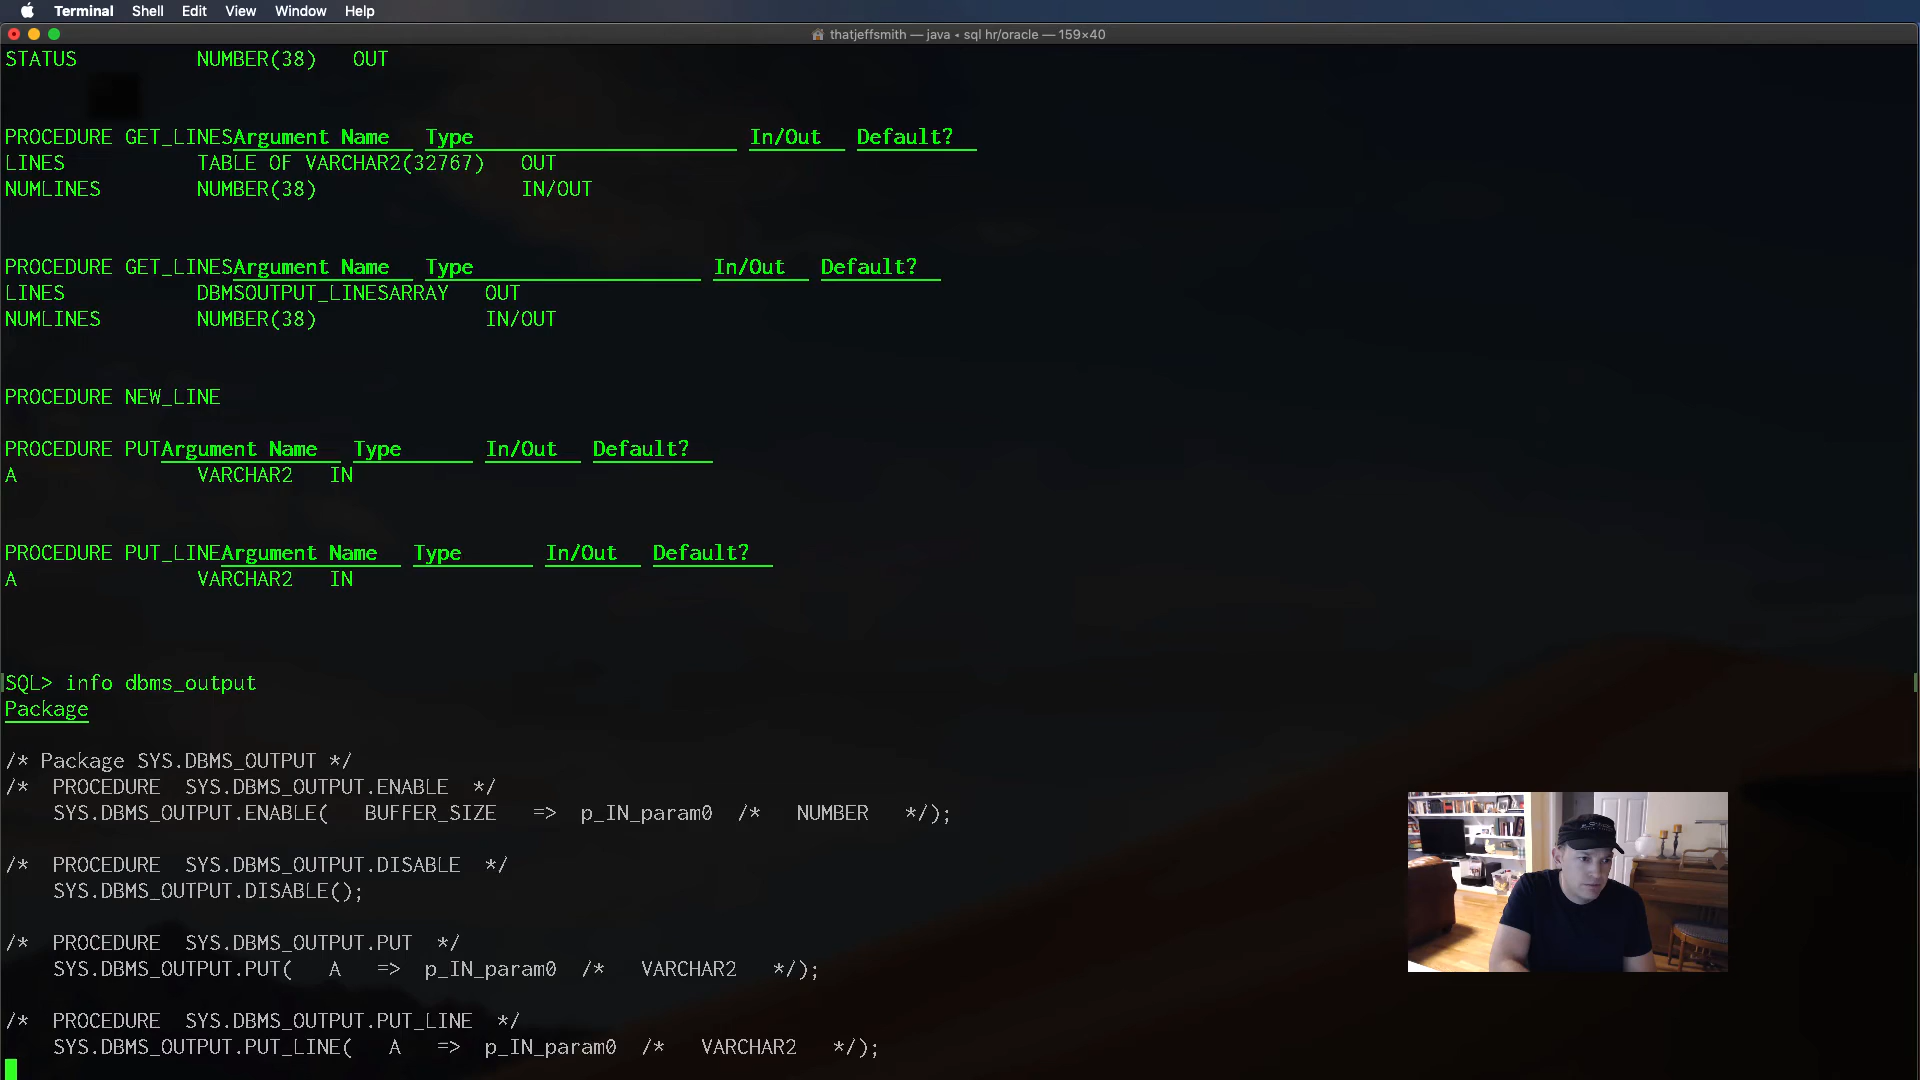 Terminal Shell Edit View Window Help
thatjeffsmith — java ◂ sql hr/oracle — 159×40
STATUS NUMBER(38) OUT
PROCEDURE GET_LINESArgument Name Type In/Out Default?
LINES TABLE OF VARCHAR2(32767) OUT
NUMLINES NUMBER(38) IN/OUT
PROCEDURE GET_LINESArgument Name Type In/Out Default?
LINES DBMSOUTPUT_LINESARRAY OUT
NUMLINES NUMBER(38) IN/OUT
PROCEDURE NEW_LINE
PROCEDURE PUTArgument Name Type In/Out Default?
A VARCHAR2 IN
PROCEDURE PUT_LINEArgument Name Type In/Out Default?
A VARCHAR2 IN
SQL> info dbms_output
Package
/* Package SYS.DBMS_OUTPUT */
/* PROCEDURE SYS.DBMS_OUTPUT.ENABLE */
SYS.DBMS_OUTPUT.ENABLE( BUFFER_SIZE => p_IN_param0 /* NUMBER */);
/* PROCEDURE SYS.DBMS_OUTPUT.DISABLE */
SYS.DBMS_OUTPUT.DISABLE();
/* PROCEDURE SYS.DBMS_OUTPUT.PUT */
SYS.DBMS_OUTPUT.PUT( A => p_IN_param0 /* VARCHAR2 */);
/* PROCEDURE SYS.DBMS_OUTPUT.PUT_LINE */
SYS.DBMS_OUTPUT.PUT_LINE( A => p_IN_param0 /* VARCHAR2 */);